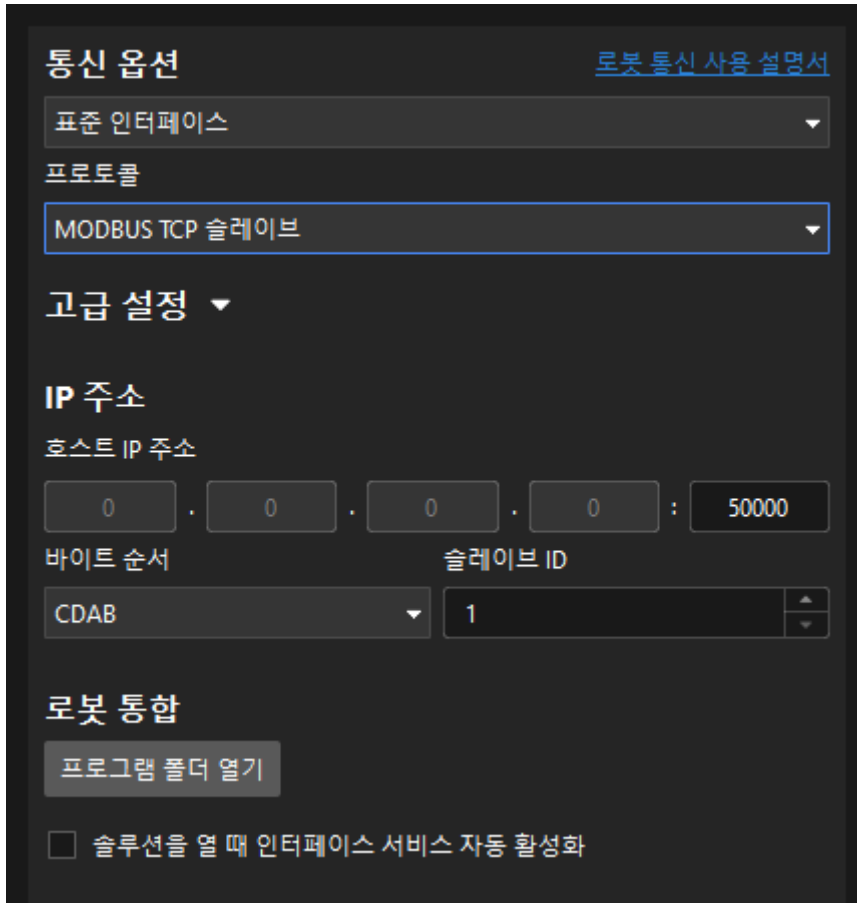 통신 옵션 로봇 통신 사용 설명서
표준 인터페이스
프로토콜
MODBUS TCP 슬레이브
고급 설정
IP 주소
호스트 IP 주소
0 . 0 . 0 . 0 : 50000
바이트 순서 슬레이브 ID
CDAB 1
로봇 통합
프로그램 폴더 열기
솔루션을 열 때 인터페이스 서비스 자동 활성화